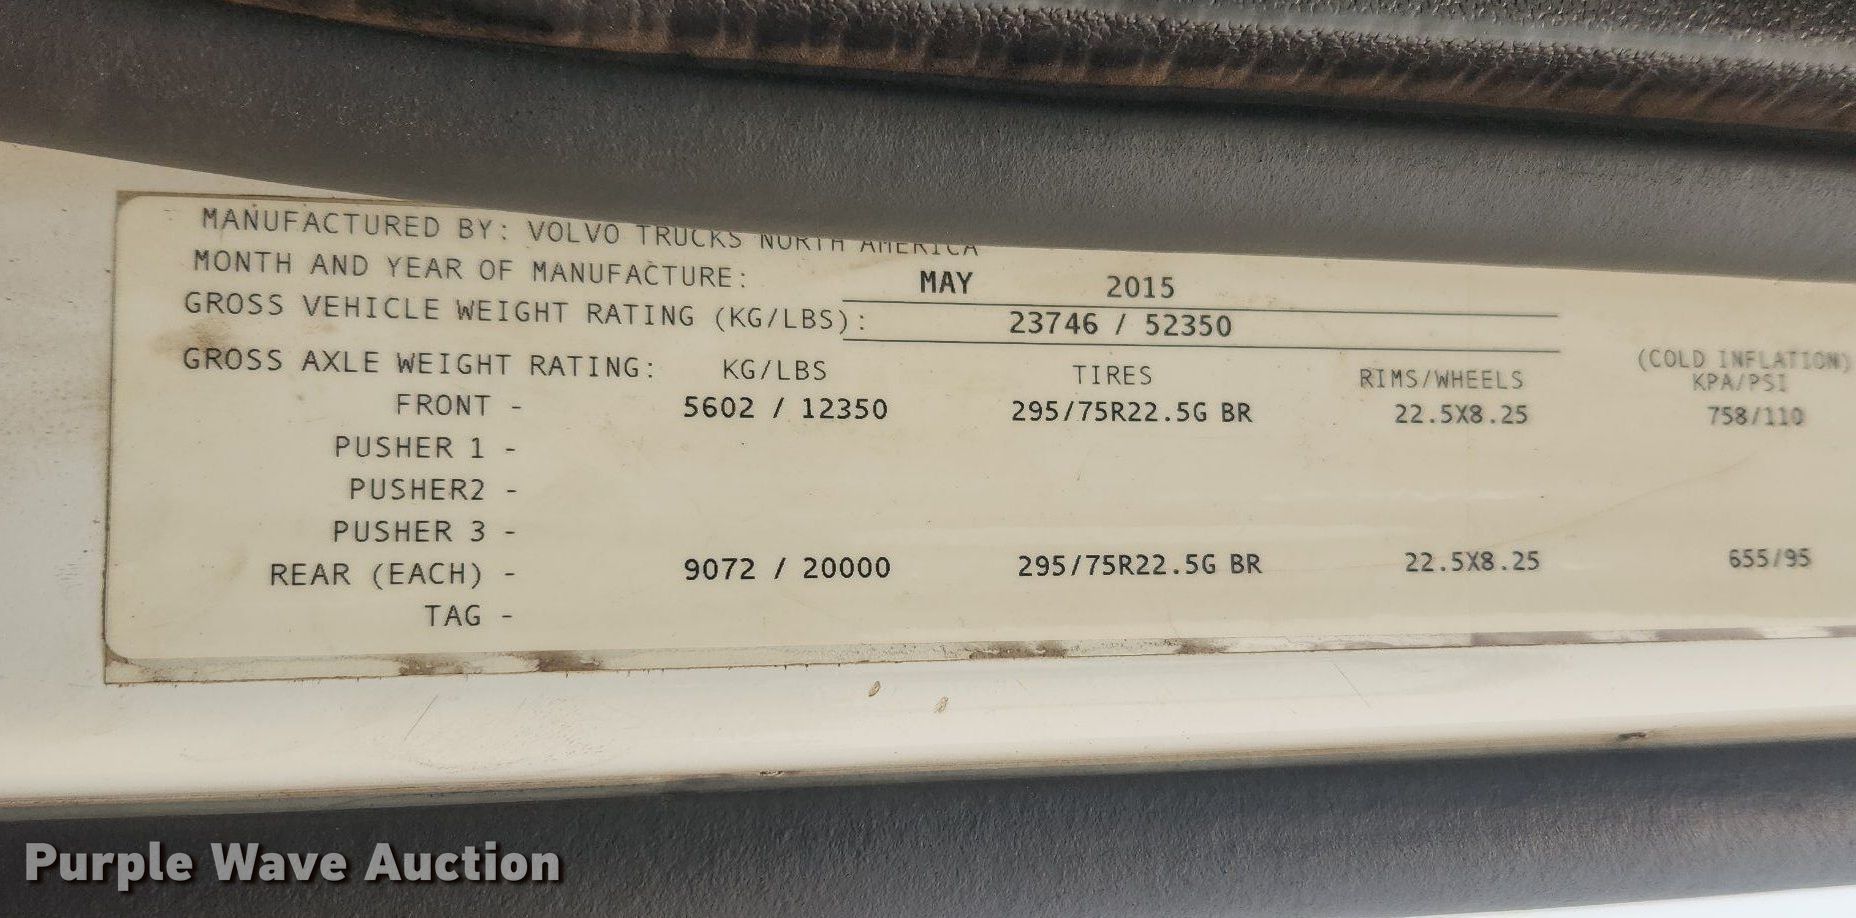 MANUFACTURED BY: VOLVO TRUCKS NORTH AMERICA
MONTH AND YEAR OF MANUFACTURE: MAY 2015
GROSS VEHICLE WEIGHT RATING (KG/LBS): 23746 / 52350
GROSS AXLE WEIGHT RATING: KG/LBS TIRES RIMS/WHEELS (COLD INFLATION) KPA/PSI
FRONT - 5602 / 12350 295/75R22.5G BR 22.5X8.25 758/110
PUSHER 1 -
PUSHER2 -
PUSHER 3 -
REAR (EACH) - 9072 / 20000 295/75R22.5G BR 22.5X8.25 655/95
TAG -
Purple Wave Auction